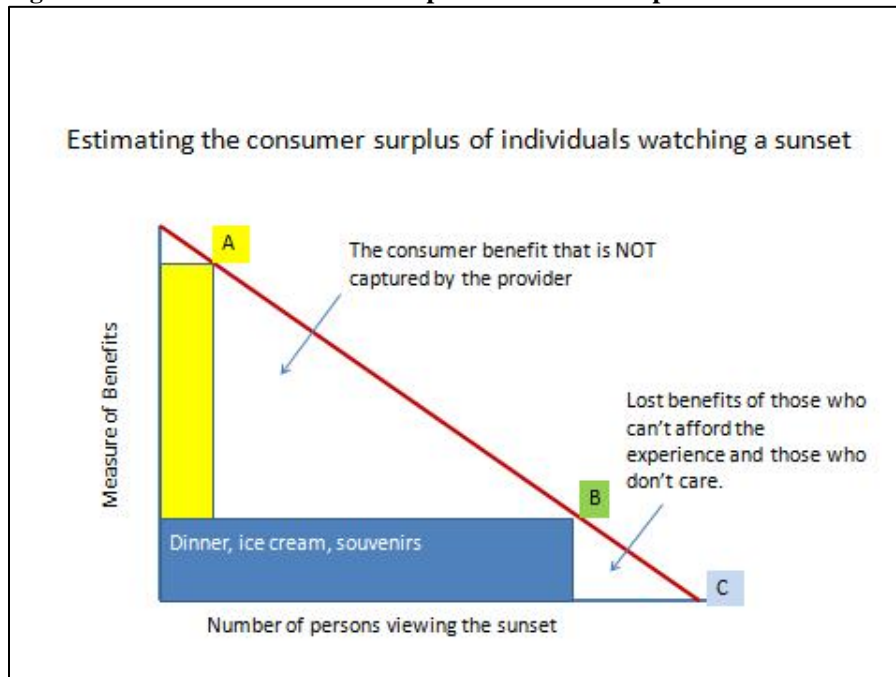 Estimating the consumer surplus of individuals watching a sunset
A
The consumer benefit that is NOT
captured by the provider
Measure of Benefits
Lost benefits of those who
can't afford the
experience and those who
don't care.
B
Dinner, ice cream, souvenirs
C
Number of persons viewing the sunset